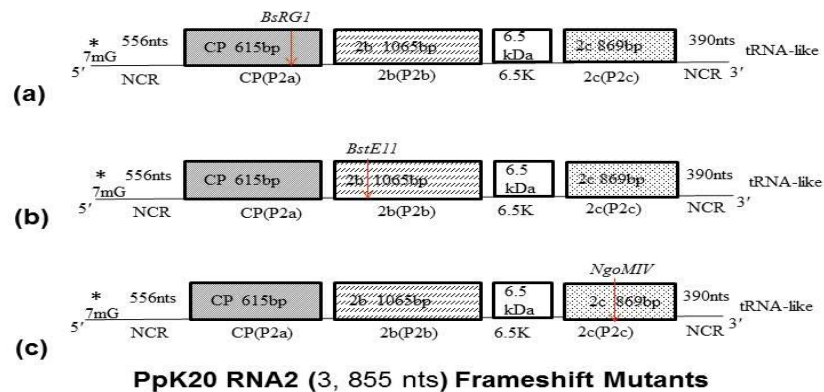 BsRG1
* 556nts CP 615bp 2b 1065bp 6.5 kDa 2c 869bp 390nts tRNA-like
7mG
5′ NCR CP(P2a) 2b(P2b) 6.5K 2c(P2c) NCR 3′
(a)
BstE11
* 556nts CP 615bp 2b 1065bp 6.5 kDa 2c 869bp 390nts tRNA-like
7mG
5′ NCR CP(P2a) 2b(P2b) 6.5K 2c(P2c) NCR 3′
(b)
NgoMIV
* 556nts CP 615bp 2b 1065bp 6.5 kDa 2c 869bp 390nts tRNA-like
7mG
5′ NCR CP(P2a) 2b(P2b) 6.5K 2c(P2c) NCR 3′
(c)
PpK20 RNA2 (3, 855 nts) Frameshift Mutants